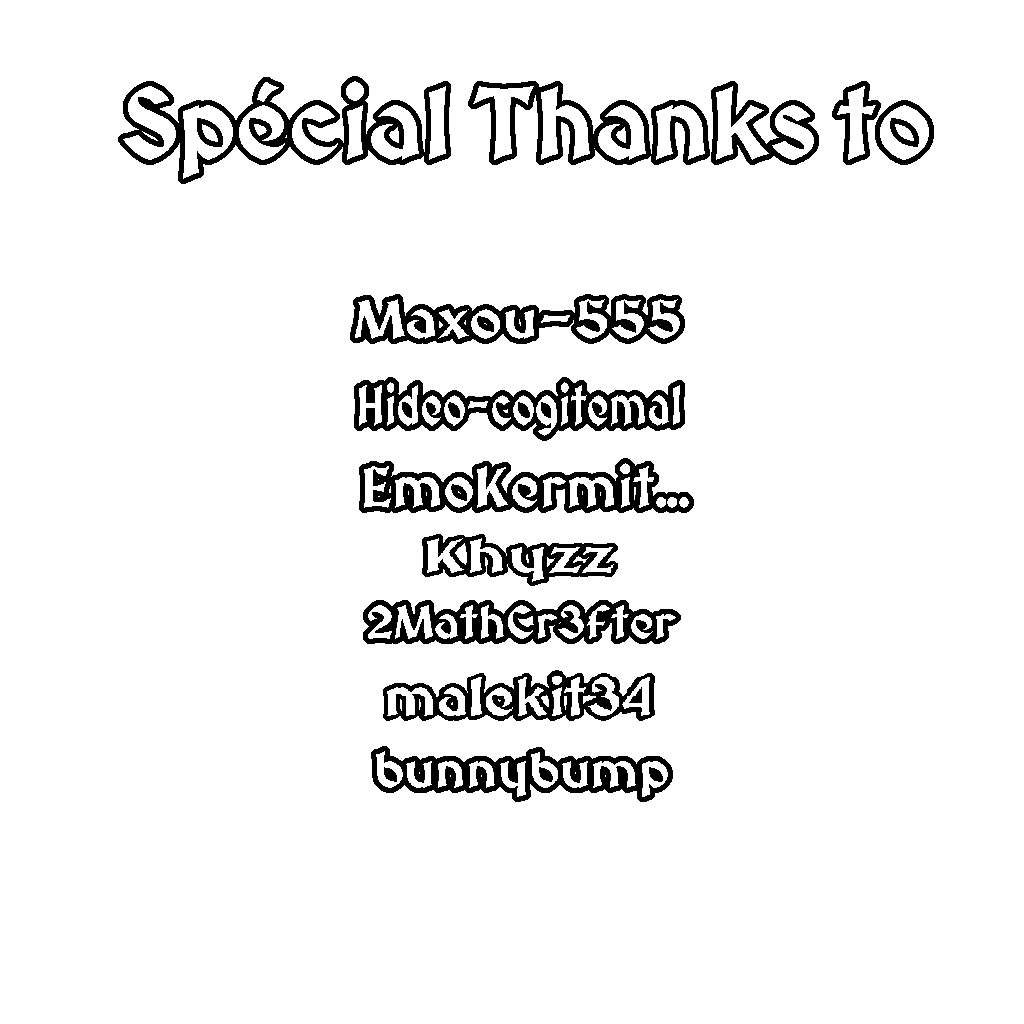 Spécial Thanks to
Maxou-555
Hideo-cogitemal
EmoKermit...
Khyzz
2MathCr3fter
malekit34
bunnybump